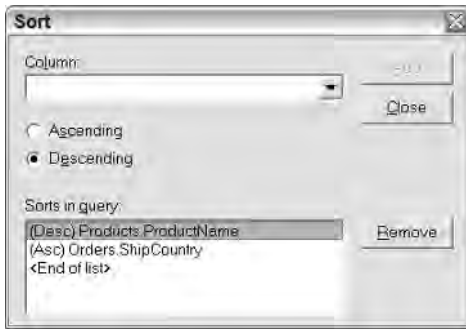 Sort
Column:
Close
Ascending
Descending
Sorts in query:
(Desc) Products.ProductName
(Asc) Orders.ShipCountry
<End of list>
Remove